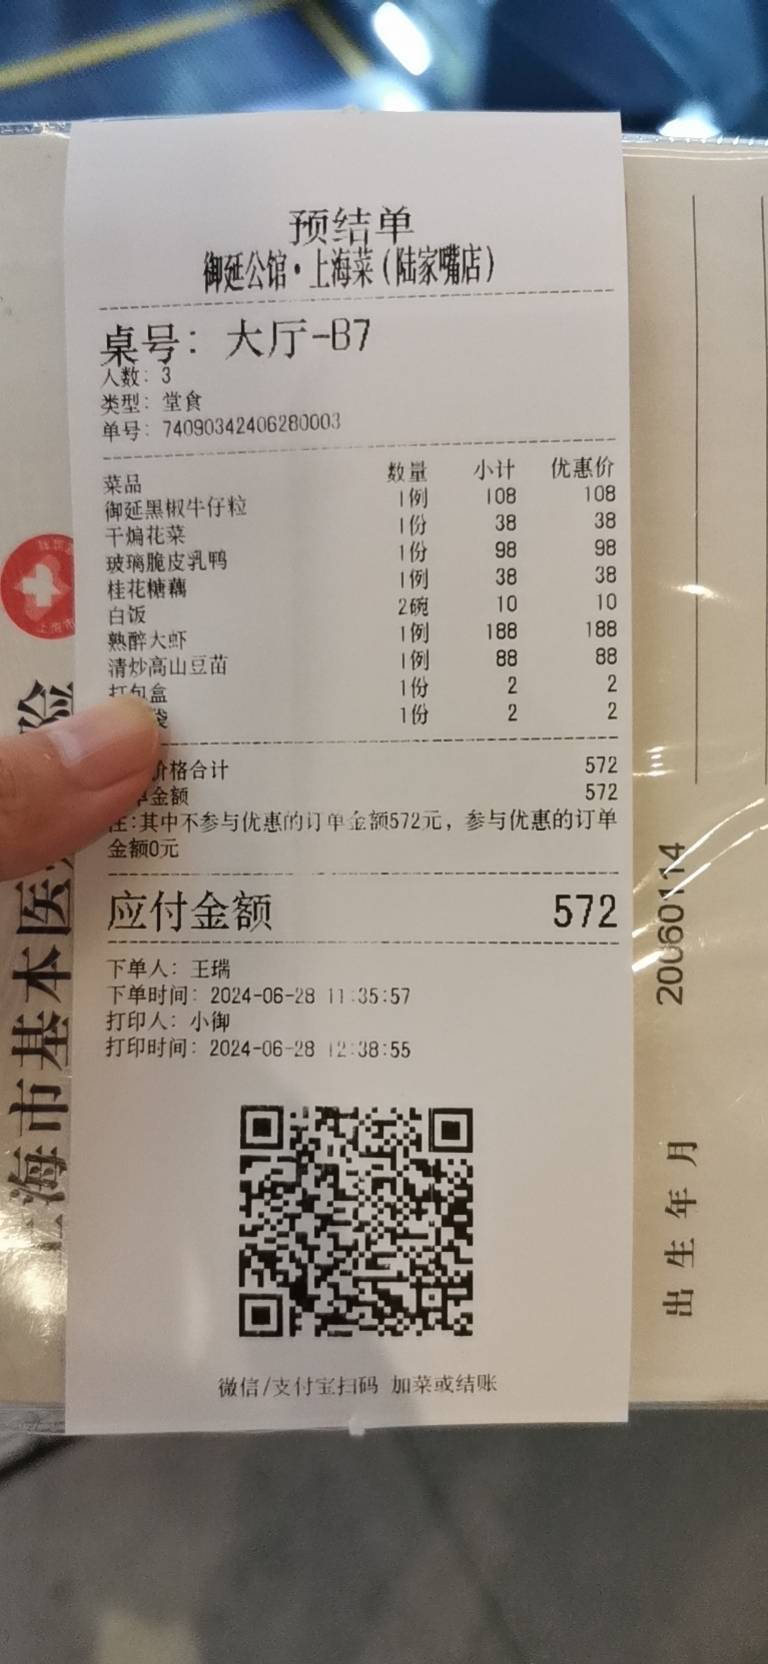 预结单
御延公馆·上海菜(陆家嘴店)
桌号: 大厅-B7
人数: 3
类型: 堂食
单号: 74090342406280003
菜品 数量 小计 优惠价
御延黑椒牛仔粒 1例 108 108
干煸花菜 1份 38 38
玻璃脆皮乳鸭 1份 98 98
桂花糖藕 1例 38 38
白饭 2碗 10 10
熟醉大虾 1例 188 188
清炒高山豆苗 1例 88 88
打包盒 1份 2 2
袋 1份 2 2
价格合计 572
金额 572
注:其中不参与优惠的订单金额572元, 参与优惠的订单
金额0元
应付金额 572
下单人: 王瑞
下单时间: 2024-06-28 11:35:57
打印人: 小御
打印时间: 2024-06-28 12:38:55
微信/支付宝扫码 加菜或结账
上海市基本医
出生年月 20060114